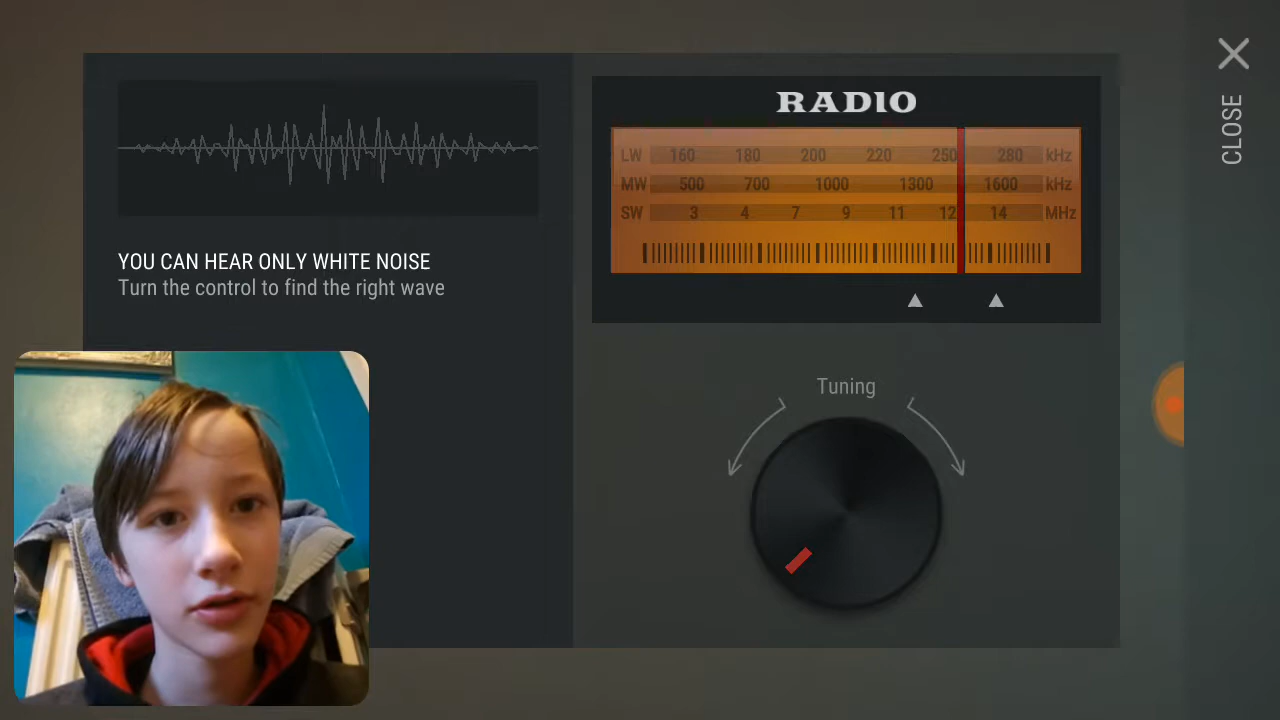 RADIO
LW 160 180 200 220 250 280 kHz
MW 500 700 1000 1300 1600 kHz
SW 3 4 7 9 11 12 14 MHz
YOU CAN HEAR ONLY WHITE NOISE
Turn the control to find the right wave
Tuning
CLOSE